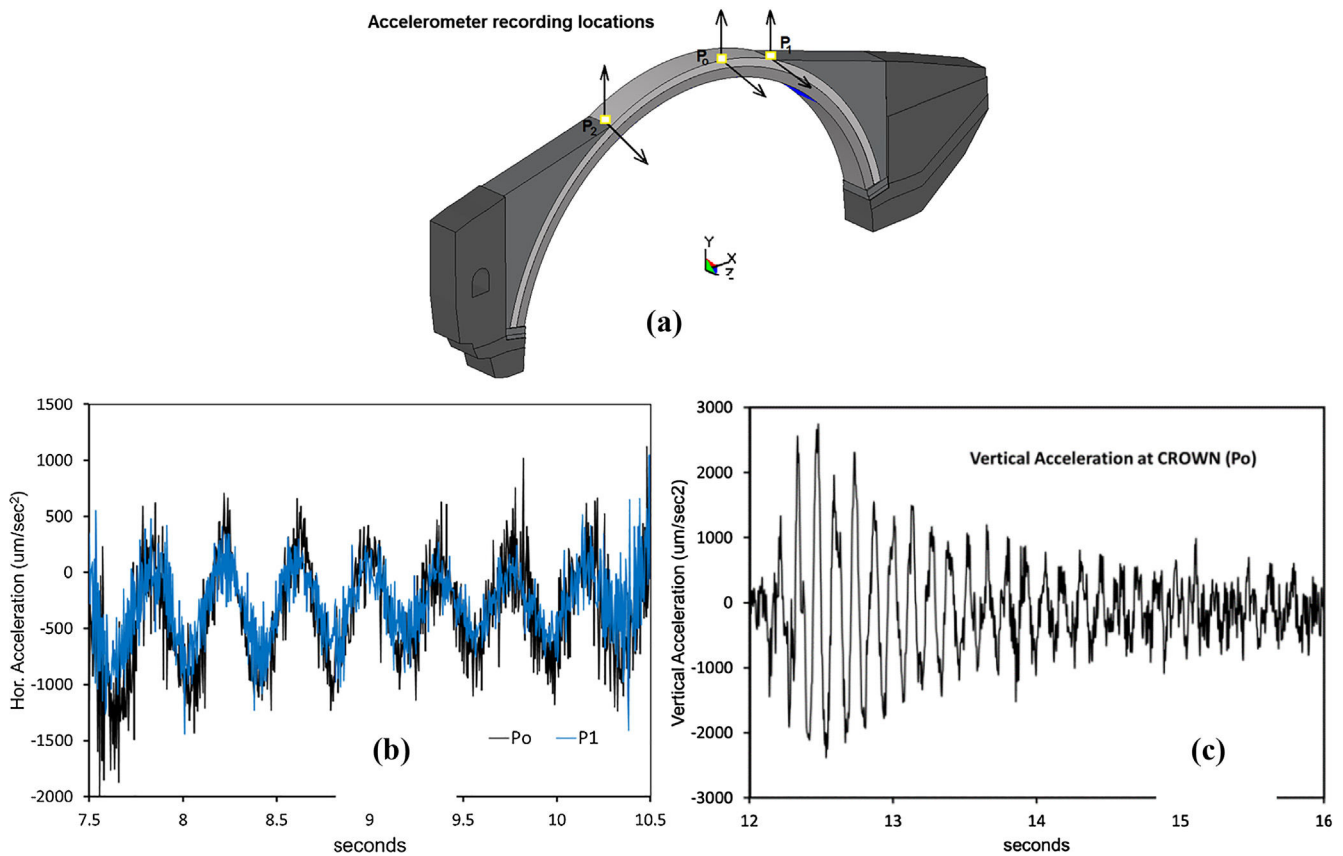 Accelerometer recording locations
Po
P1
P2
Y
X
Z
(a)
1500
1000
500
0
-500
-1000
-1500
-2000
Hor. Acceleration (um/sec²)
7.5 8 8.5 9 9.5 10 10.5
seconds
Po P1
(b)
3000
2000
1000
0
-1000
-2000
-3000
Vertical Acceleration (um/sec2)
Vertical Acceleration at CROWN (Po)
12 13 14 15 16
seconds
(c)